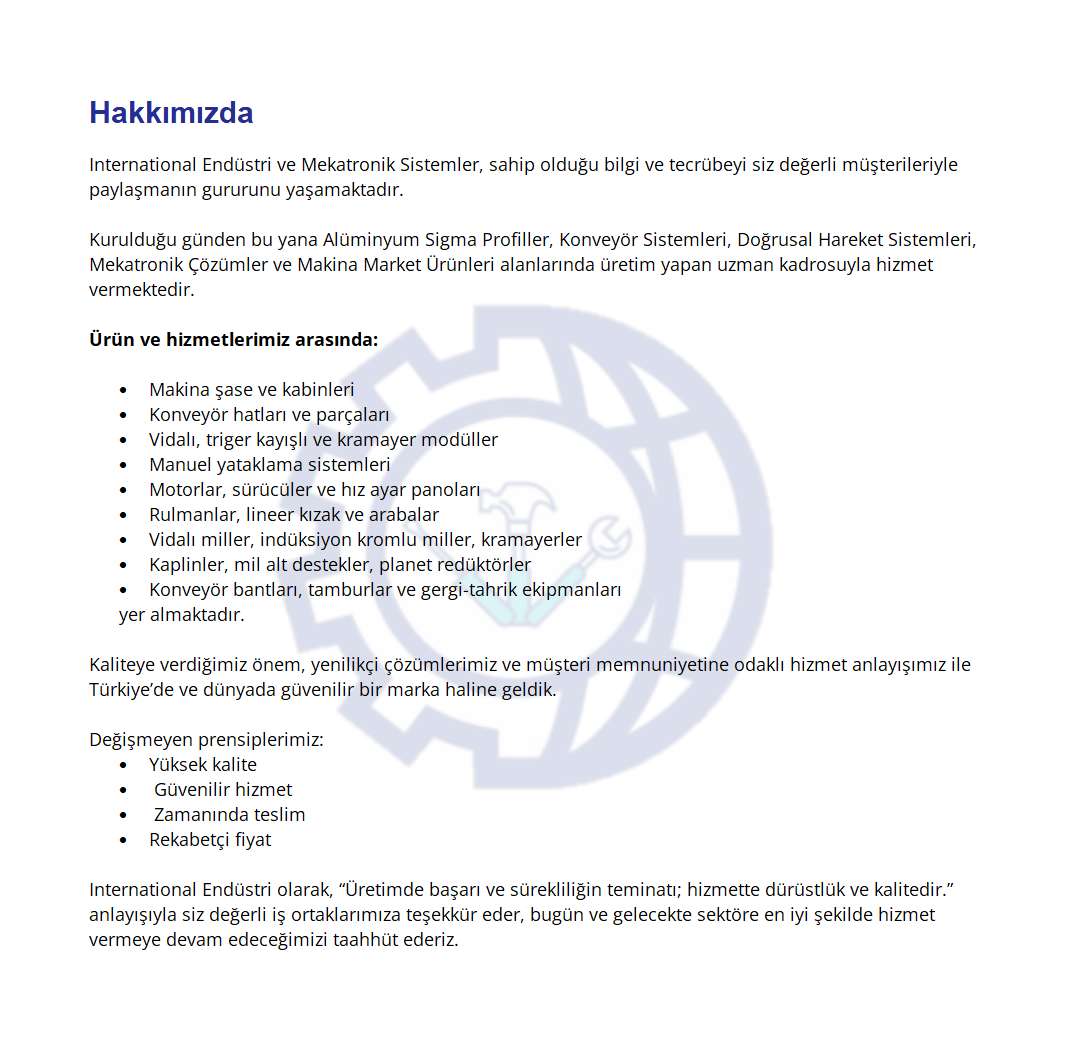 Hakkımızda
International Endüstri ve Mekatronik Sistemler, sahip olduğu bilgi ve tecrübeyi siz değerli müşterileriyle
paylaşmanın gururunu yaşamaktadır.
Kurulduğu günden bu yana Alüminyum Sigma Profiller, Konveyör Sistemleri, Doğrusal Hareket Sistemleri,
Mekatronik Çözümler ve Makina Market Ürünleri alanlarında üretim yapan uzman kadrosuyla hizmet
vermektedir.
Ürün ve hizmetlerimiz arasında:
• Makina şase ve kabinleri
• Konveyör hatları ve parçaları
• Vidalı, triger kayışlı ve kramayer modüller
• Manuel yataklama sistemleri
• Motorlar, sürücüler ve hız ayar panoları
• Rulmanlar, lineer kızak ve arabalar
• Vidalı miller, indüksiyon kromlu miller, kramayerler
• Kaplinler, mil alt destekler, planet redüktörler
• Konveyör bantları, tamburlar ve gergi-tahrik ekipmanları
yer almaktadır.
Kaliteye verdiğimiz önem, yenilikçi çözümlerimiz ve müşteri memnuniyetine odaklı hizmet anlayışımız ile
Türkiye’de ve dünyada güvenilir bir marka haline geldik.
Değişmeyen prensiplerimiz:
• Yüksek kalite
• Güvenilir hizmet
• Zamanında teslim
• Rekabetçi fiyat
International Endüstri olarak, “Üretimde başarı ve sürekliliğin teminatı; hizmette dürüstlük ve kalitedir.”
anlayışıyla siz değerli iş ortaklarımıza teşekkür eder, bugün ve gelecekte sektöre en iyi şekilde hizmet
vermeye devam edeceğimizi taahhüt ederiz.